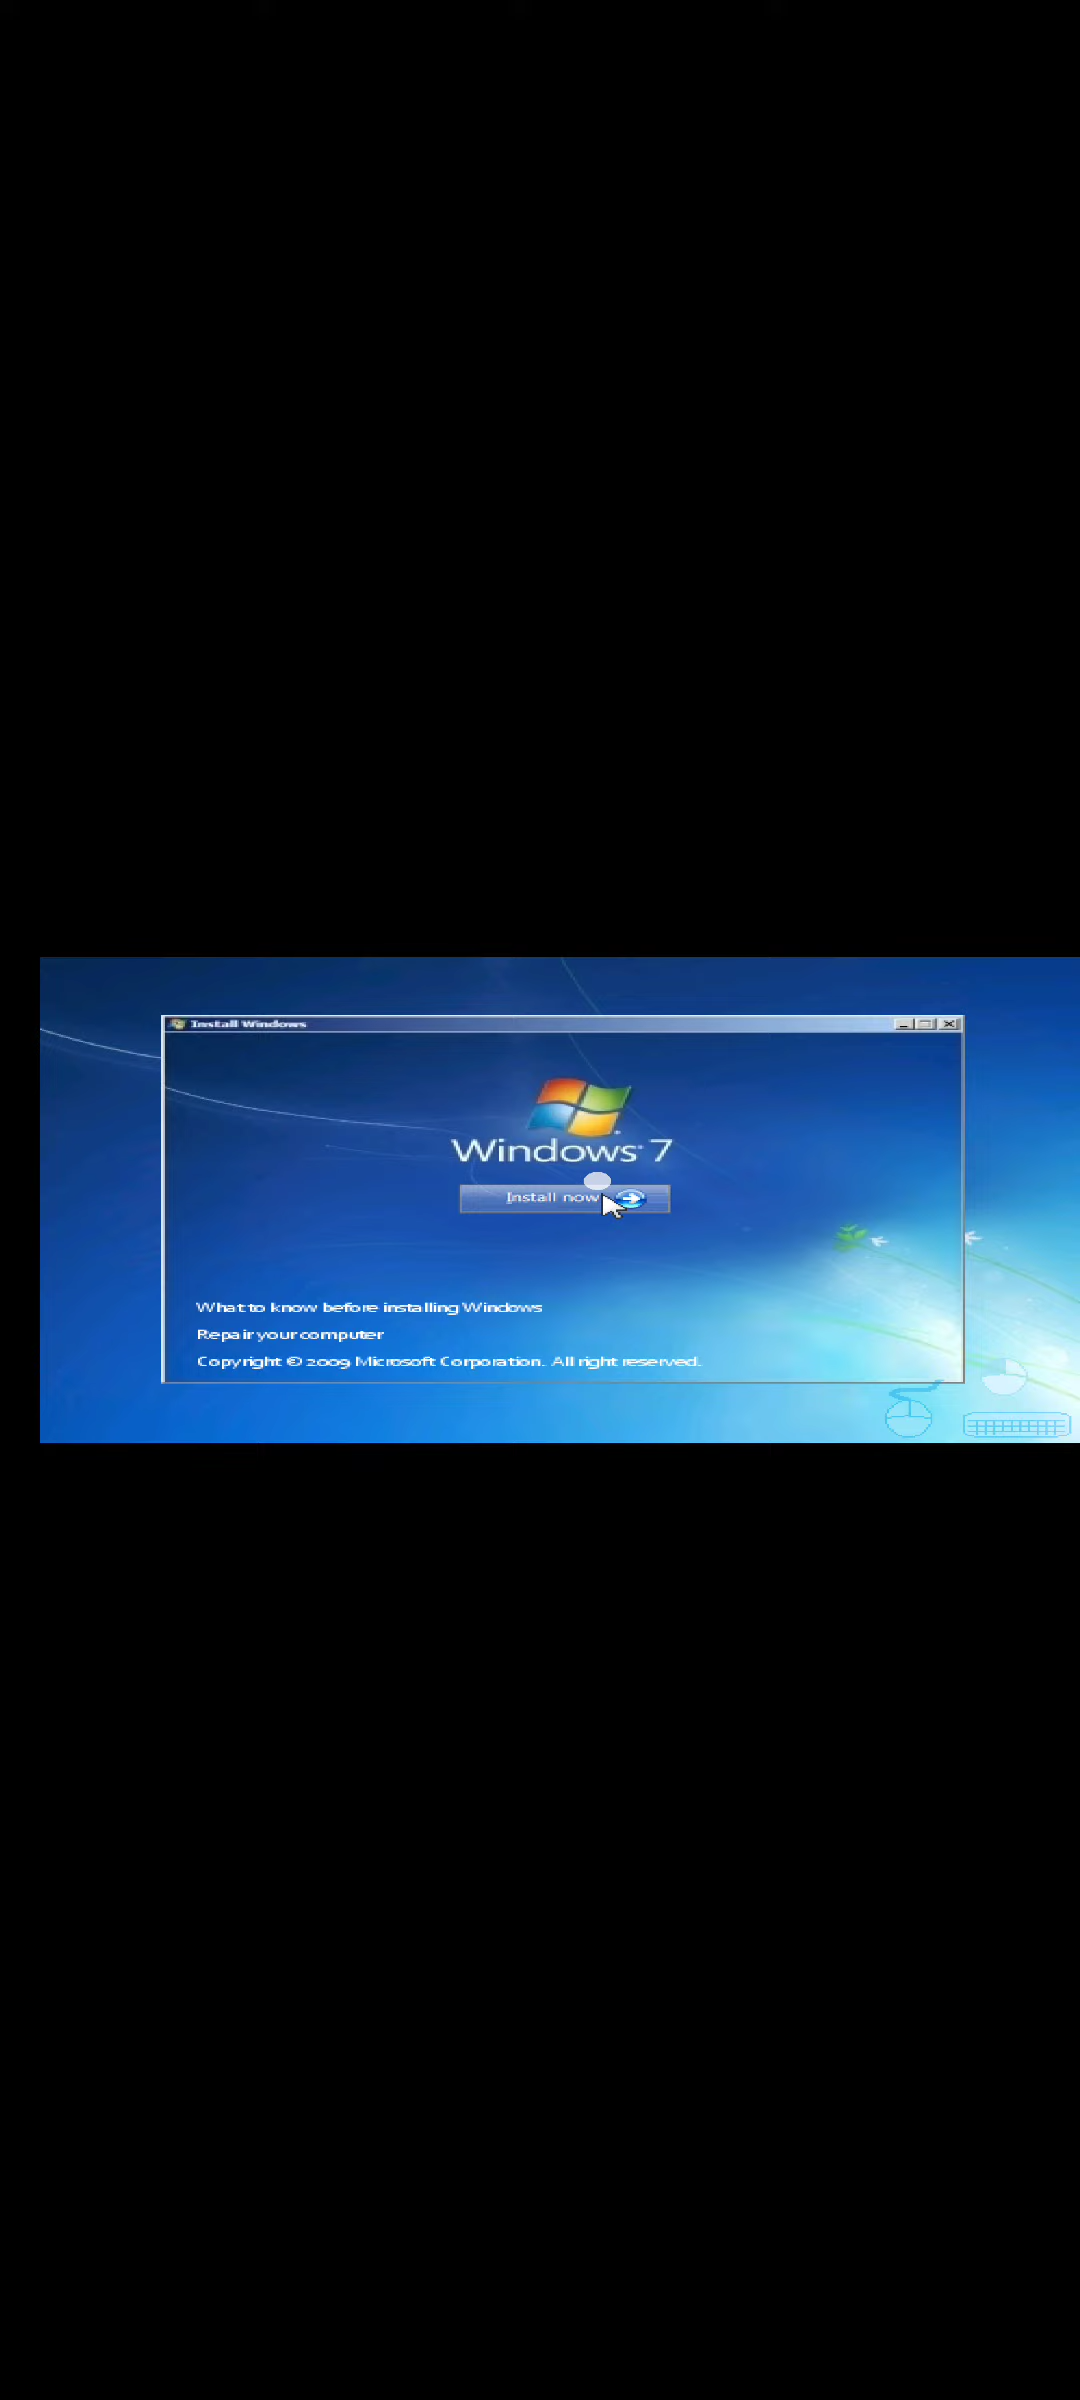 Install Windows
Windows 7
Install now
What to know before installing Windows
Repair your computer
Copyright © 2009 Microsoft Corporation. All right reserved.